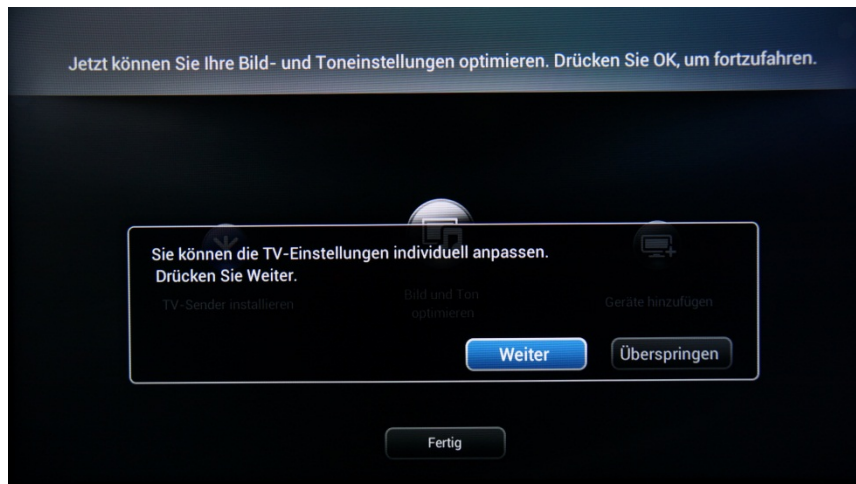 Jetzt können Sie Ihre Bild- und Toneinstellungen optimieren. Drücken Sie OK, um fortzufahren.
Sie können die TV-Einstellungen individuell anpassen.
Drücken Sie Weiter.
TV-Sender installieren
Bild und Ton
optimieren
Geräte hinzufügen
Weiter
Überspringen
Fertig